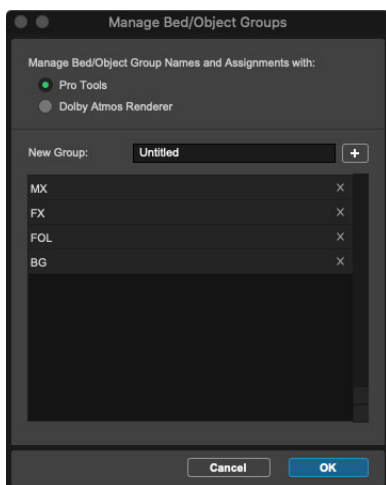 Manage Bed/Object Groups
Manage Bed/Object Group Names and Assignments with:
Pro Tools
Dolby Atmos Renderer
New Group: Untitled +
MX X
FX X
FOL X
BG X
Cancel OK